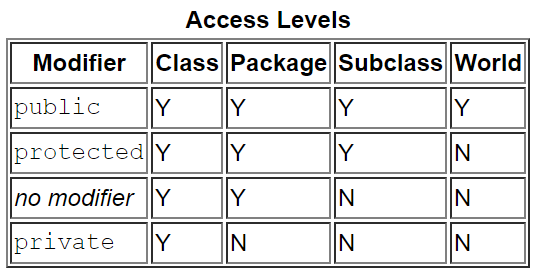 Access Levels
Modifier Class Package Subclass World
public Y Y Y Y
protected Y Y Y N
no modifier Y Y N N
private Y N N N